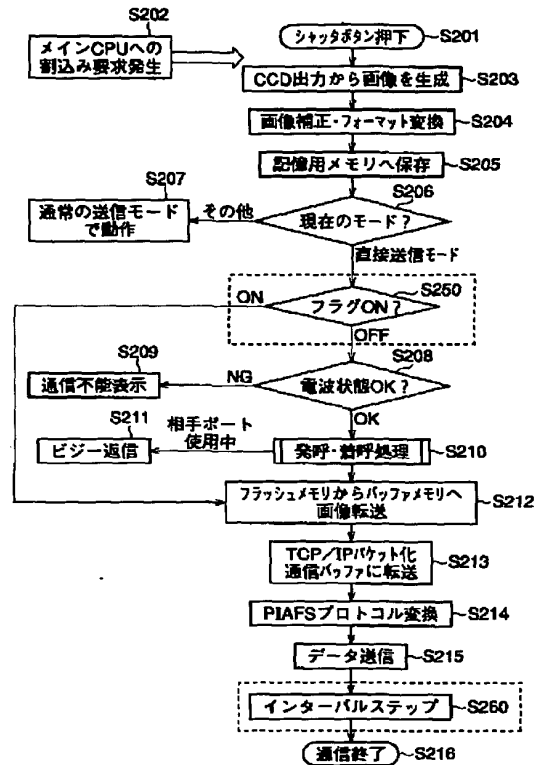 S202
メインCPUへの
割込み要求発生
シャッタボタン押下
S201
CCD出力から画像を生成
S203
画像補正・フォーマット変換
S204
記憶用メモリへ保存
S205
S206
現在のモード?
S207
通常の送信モード
で動作
その他
直接送信モード
S250
フラグON?
ON
OFF
S208
電波状態OK?
S209
通信不能表示
NG
OK
発呼・着呼処理
S210
S211
ビジー返信
相手ポート
使用中
フラッシュメモリからバッファメモリへ
画像転送
S212
TCP/IPパケット化
通信バッファに転送
S213
PIAFSプロトコル変換
S214
データ送信
S215
インターバルステップ
S260
通信終了
S216